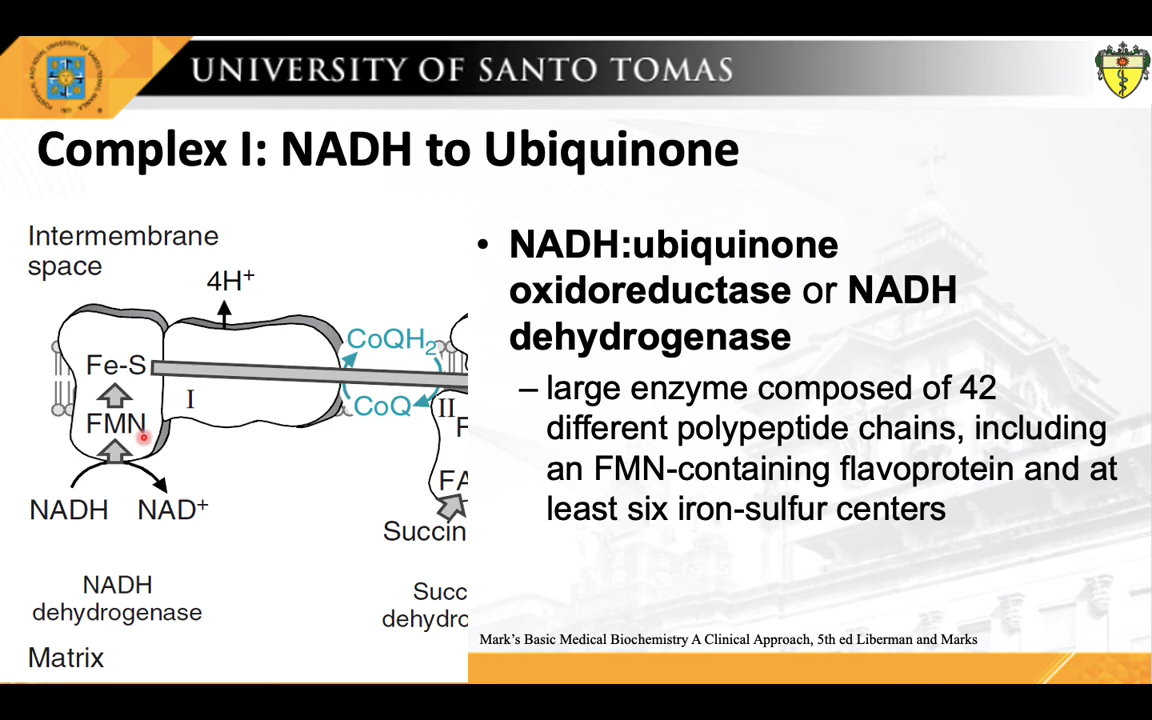 UNIVERSITY OF SANTO TOMAS
Complex I: NADH to Ubiquinone
Intermembrane
space
4H+
Fe-S
I
FMN
NADH
NAD+
CoQH2
CoQ
II
F
FA
Succin
NADH
dehydrogenase
Succ
dehydro
Matrix
• NADH:ubiquinone
oxidoreductase or NADH
dehydrogenase
– large enzyme composed of 42
different polypeptide chains, including
an FMN-containing flavoprotein and at
least six iron-sulfur centers
Mark's Basic Medical Biochemistry A Clinical Approach, 5th ed Liberman and Marks